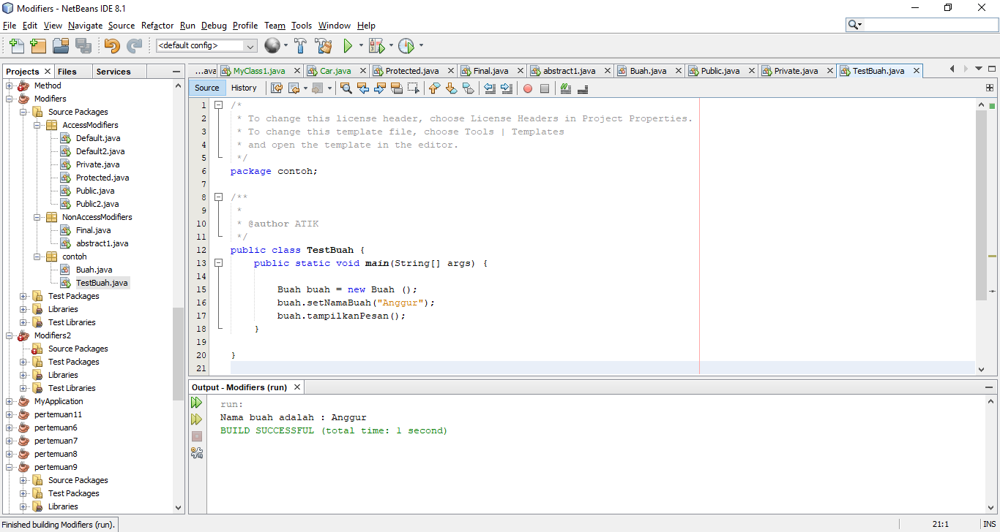 Modifiers - NetBeans IDE 8.1
File Edit View Navigate Source Refactor Run Debug Profile Team Tools Window Help
<default config>
Projects Files Services
Method
Modifiers
Source Packages
AccessModifiers
Default.java
Default2.java
Private.java
Protected.java
Public.java
Public2.java
NonAccessModifiers
Final.java
abstract1.java
contoh
Buah.java
TestBuah.java
Test Packages
Libraries
Test Libraries
Modifiers2
Source Packages
Test Packages
Libraries
Test Libraries
MyApplication
pertemuan11
pertemuan6
pertemuan7
pertemuan8
pertemuan9
Source Packages
Test Packages
Libraries
...ava MyClass1.java Car.java Protected.java Final.java abstract1.java Buah.java Public.java Private.java TestBuah.java
Source History
1 /*
2 * To change this license header, choose License Headers in Project Properties.
3 * To change this template file, choose Tools | Templates
4 * and open the template in the editor.
5 */
6 package contoh;
7
8 /**
9 *
10 * @author ATIK
11 */
12 public class TestBuah {
13 public static void main(String[] args) {
14
15 Buah buah = new Buah ();
16 buah.setNamaBuah("Anggur");
17 buah.tampilkanPesan();
18 }
19
20 }
21
Output - Modifiers (run)
run:
Nama buah adalah : Anggur
BUILD SUCCESSFUL (total time: 1 second)
Finished building Modifiers (run).
21:1 INS